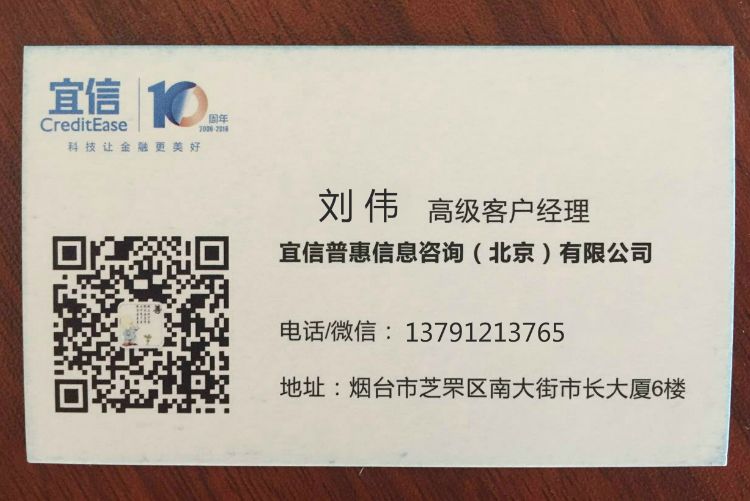 宜信
CreditEase
10
周年
2006-2016
科技让金融更美好
刘伟 高级客户经理
宜信普惠信息咨询（北京）有限公司
电话/微信： 13791213765
地址：烟台市芝罘区南大街市长大厦6楼